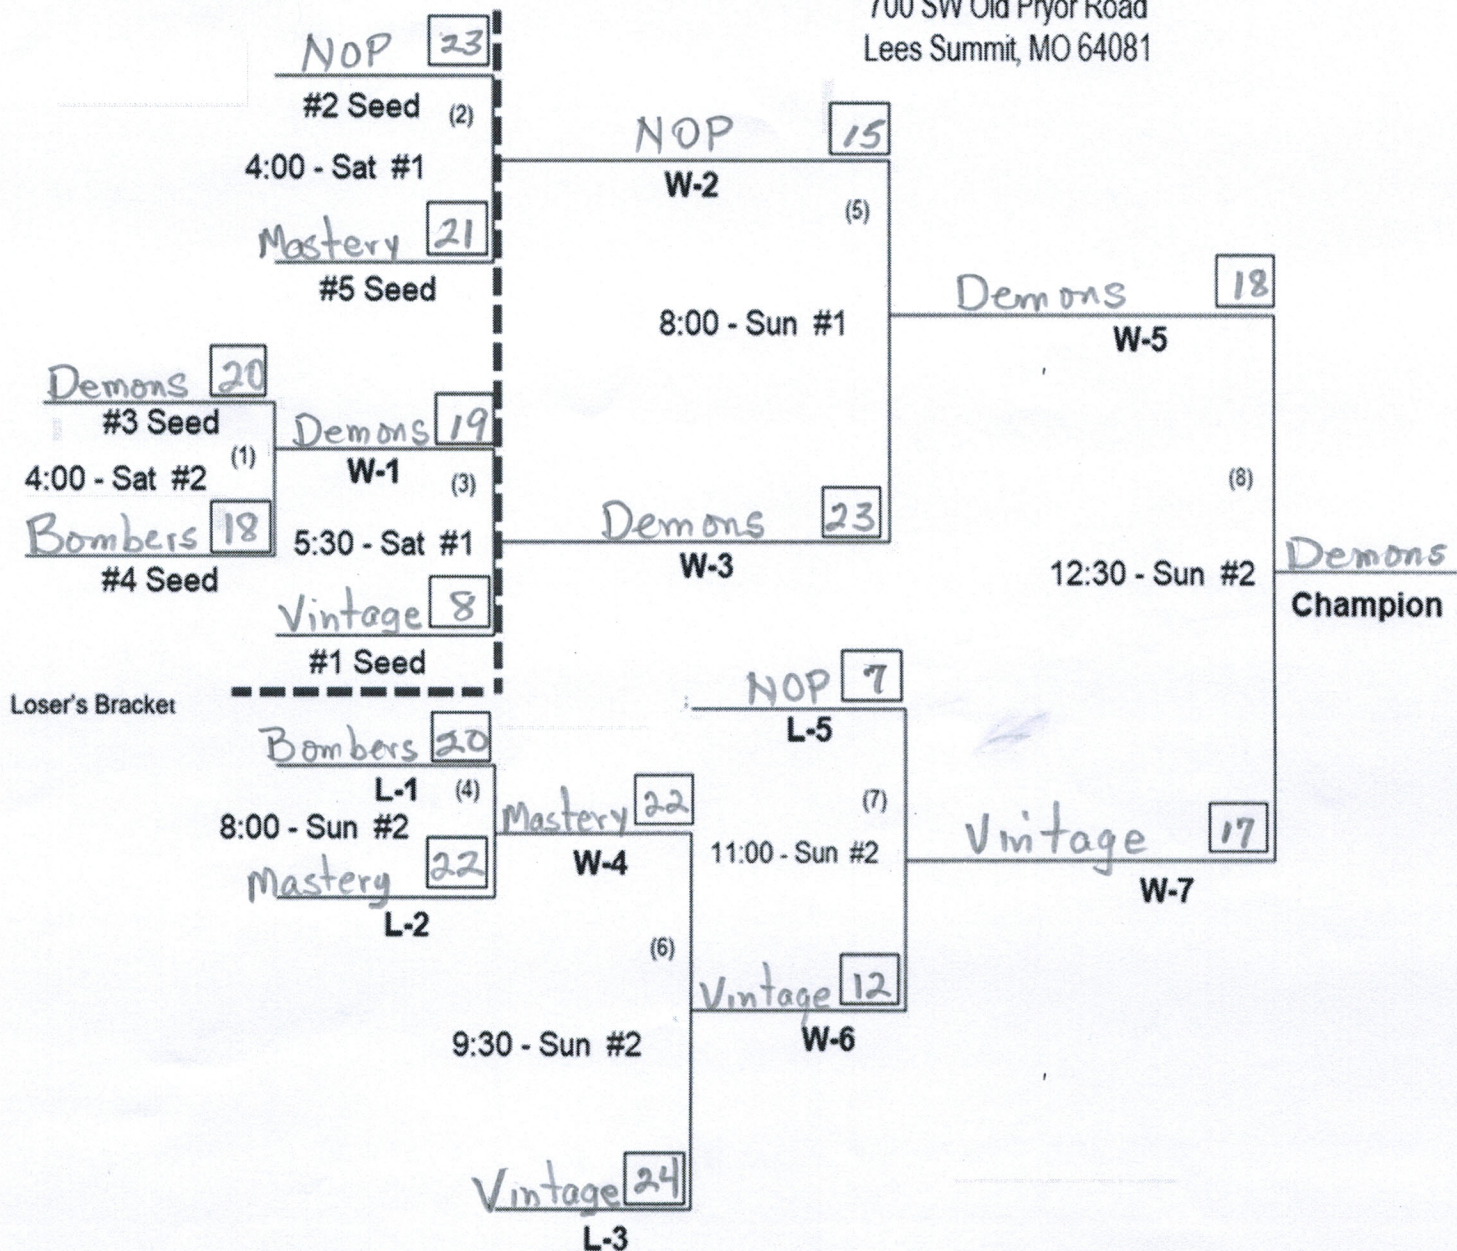 700 SW Old Pryor Road
Lees Summit, MO 64081
NOP 23
#2 Seed (2)
4:00 - Sat #1
Mastery 21
#5 Seed
NOP 15
W-2
(5)
8:00 - Sun #1
Demons 18
W-5
Demons 20
#3 Seed
(1)
4:00 - Sat #2
Bombers 18
#4 Seed
Demons 19
W-1
(3)
5:30 - Sat #1
Vintage 8
#1 Seed
Demons 23
W-3
(8)
12:30 - Sun #2
Demons
Champion
Loser's Bracket
Bombers 20
L-1 (4)
8:00 - Sun #2
Mastery 22
L-2
Mastery 22
W-4
NOP 7
L-5
(7)
11:00 - Sun #2
Vintage 17
W-7
(6)
9:30 - Sun #2
Vintage 12
W-6
Vintage 24
L-3